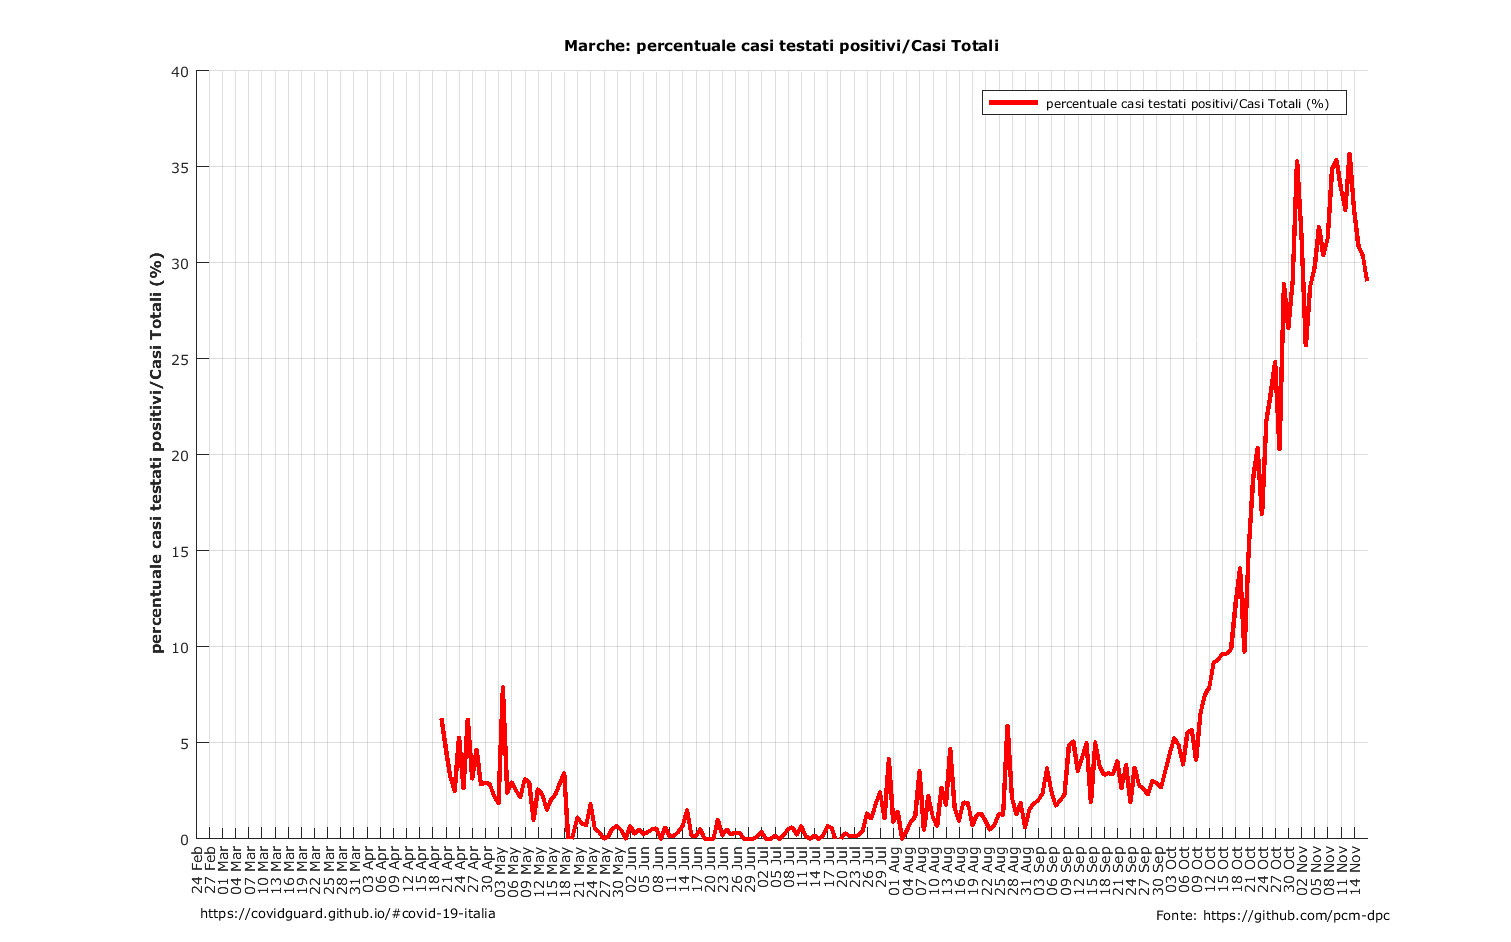 Marche: percentuale casi testati positivi/Casi Totali
percentuale casi testati positivi/Casi Totali (%)
percentuale casi testati positivi/Casi Totali (%)
40
35
30
25
20
15
10
5
0
24 Feb
27 Feb
01 Mar
04 Mar
07 Mar
10 Mar
13 Mar
16 Mar
19 Mar
22 Mar
25 Mar
28 Mar
31 Mar
03 Apr
06 Apr
09 Apr
12 Apr
15 Apr
18 Apr
21 Apr
24 Apr
27 Apr
30 Apr
03 May
06 May
09 May
12 May
15 May
18 May
21 May
24 May
27 May
30 May
02 Jun
05 Jun
08 Jun
11 Jun
14 Jun
17 Jun
20 Jun
23 Jun
26 Jun
29 Jun
02 Jul
05 Jul
08 Jul
11 Jul
14 Jul
17 Jul
20 Jul
23 Jul
26 Jul
29 Jul
01 Aug
04 Aug
07 Aug
10 Aug
13 Aug
16 Aug
19 Aug
22 Aug
25 Aug
28 Aug
31 Aug
03 Sep
06 Sep
09 Sep
12 Sep
15 Sep
18 Sep
21 Sep
24 Sep
27 Sep
30 Sep
03 Oct
06 Oct
09 Oct
12 Oct
15 Oct
18 Oct
21 Oct
24 Oct
27 Oct
30 Oct
02 Nov
05 Nov
08 Nov
11 Nov
14 Nov
https://covidguard.github.io/#covid-19-italia
Fonte: https://github.com/pcm-dpc